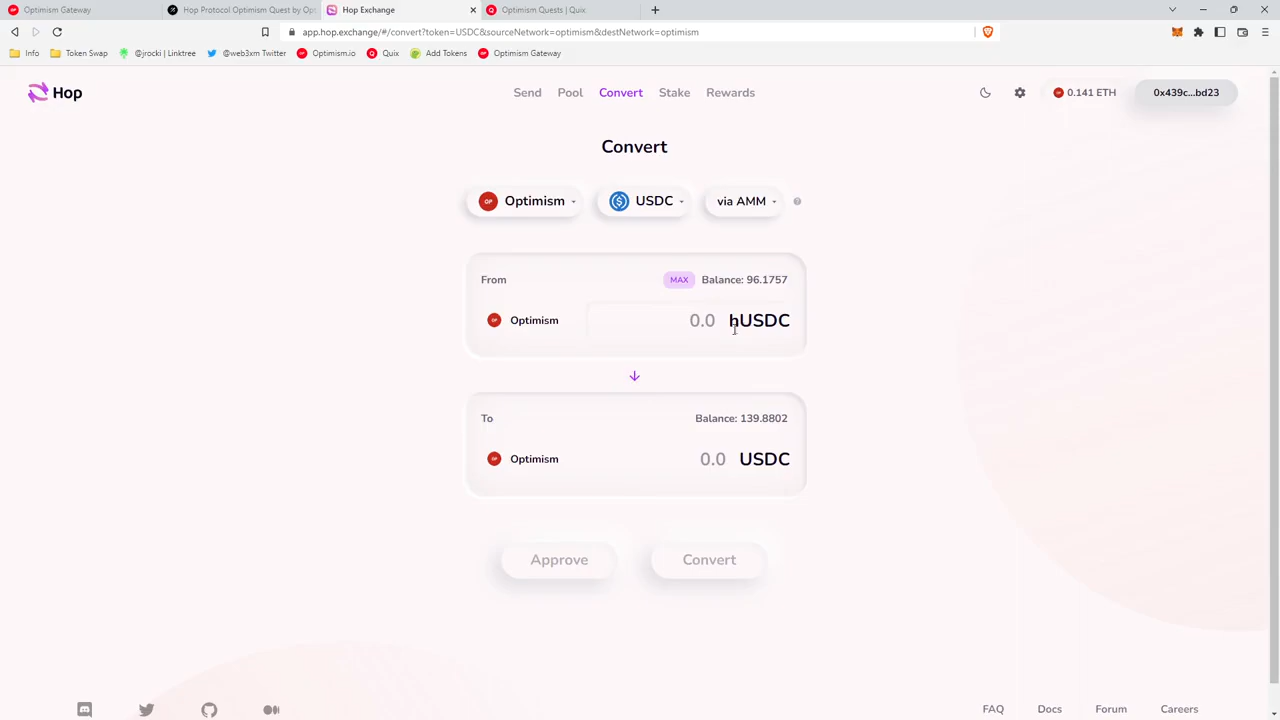 Optimism Gateway
Hop Protocol Optimism Quest by Opt
Hop Exchange
Optimism Quests | Quix
app.hop.exchange/#/convert?token=USDC&sourceNetwork=optimism&destNetwork=optimism
Info
Token Swap
@jrocki | Linktree
@web3xm Twitter
Optimism.io
Quix
Add Tokens
Optimism Gateway
Hop
Send
Pool
Convert
Stake
Rewards
OP
0.141 ETH
0x439c...bd23
Convert
OP
Optimism
USDC
via AMM
From
MAX
Balance: 96.1757
Optimism
0.0
hUSDC
To
Balance: 139.8802
Optimism
0.0
USDC
Approve
Convert
FAQ
Docs
Forum
Careers